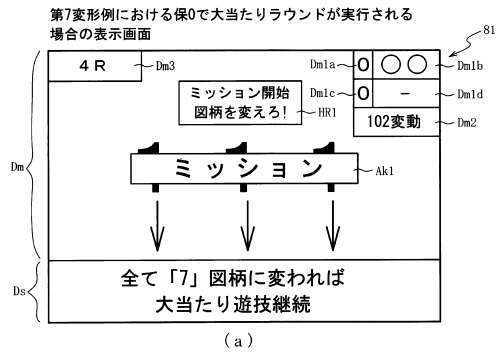 第7変形例における保0で大当たりラウンドが実行される
場合の表示画面
81
4R
Dm3
Dm1a
0
○○
Dm1b
ミッション開始
図柄を変えろ!
HR1
Dm1c
0
−
Dm1d
102変動
Dm2
Dm
ミッション
Ak1
Ds
全て「7」図柄に変われば
大当たり遊技継続
(a)